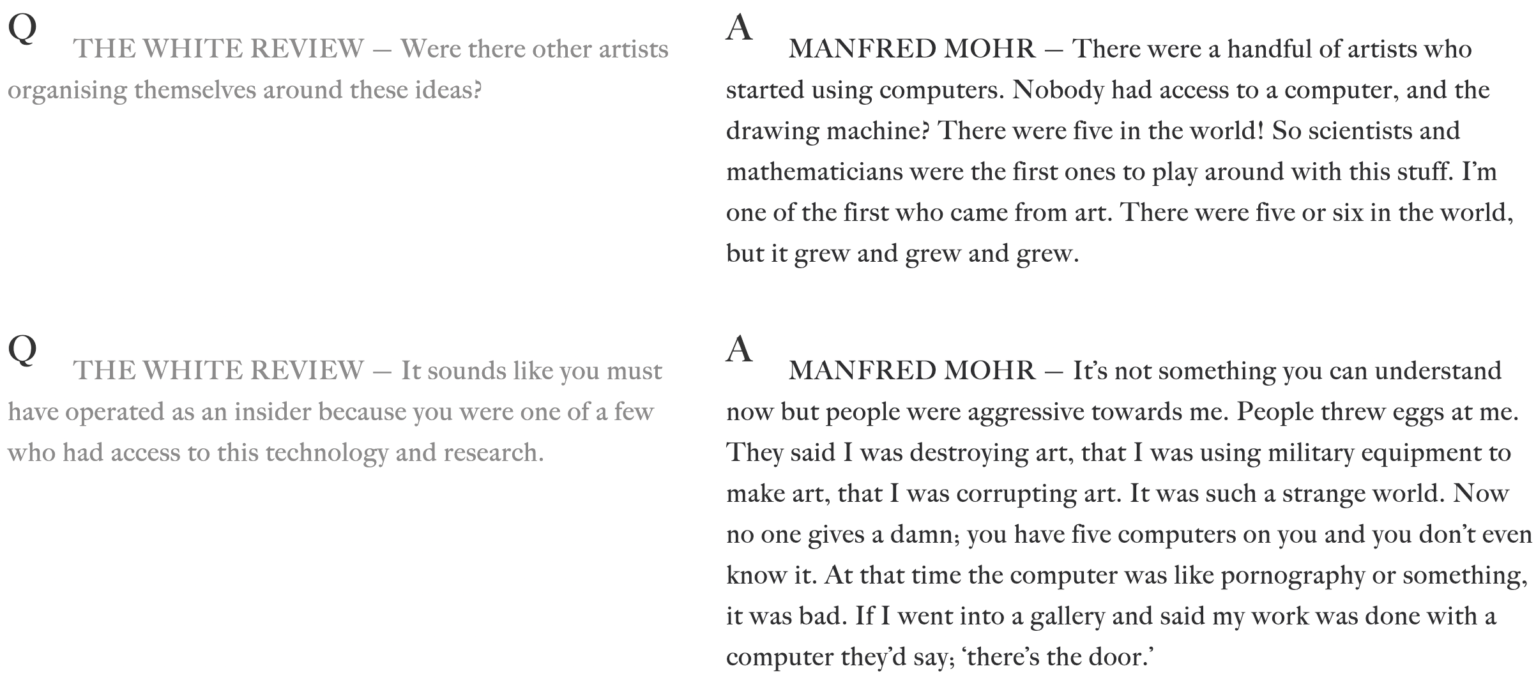 Q
THE WHITE REVIEW — Were there other artists
organising themselves around these ideas?
A
MANFRED MOHR — There were a handful of artists who
started using computers. Nobody had access to a computer, and the
drawing machine? There were five in the world! So scientists and
mathematicians were the first ones to play around with this stuff. I’m
one of the first who came from art. There were five or six in the world,
but it grew and grew and grew.
Q
THE WHITE REVIEW — It sounds like you must
have operated as an insider because you were one of a few
who had access to this technology and research.
A
MANFRED MOHR — It’s not something you can understand
now but people were aggressive towards me. People threw eggs at me.
They said I was destroying art, that I was using military equipment to
make art, that I was corrupting art. It was such a strange world. Now
no one gives a damn; you have five computers on you and you don’t even
know it. At that time the computer was like pornography or something,
it was bad. If I went into a gallery and said my work was done with a
computer they’d say; ‘there’s the door.’